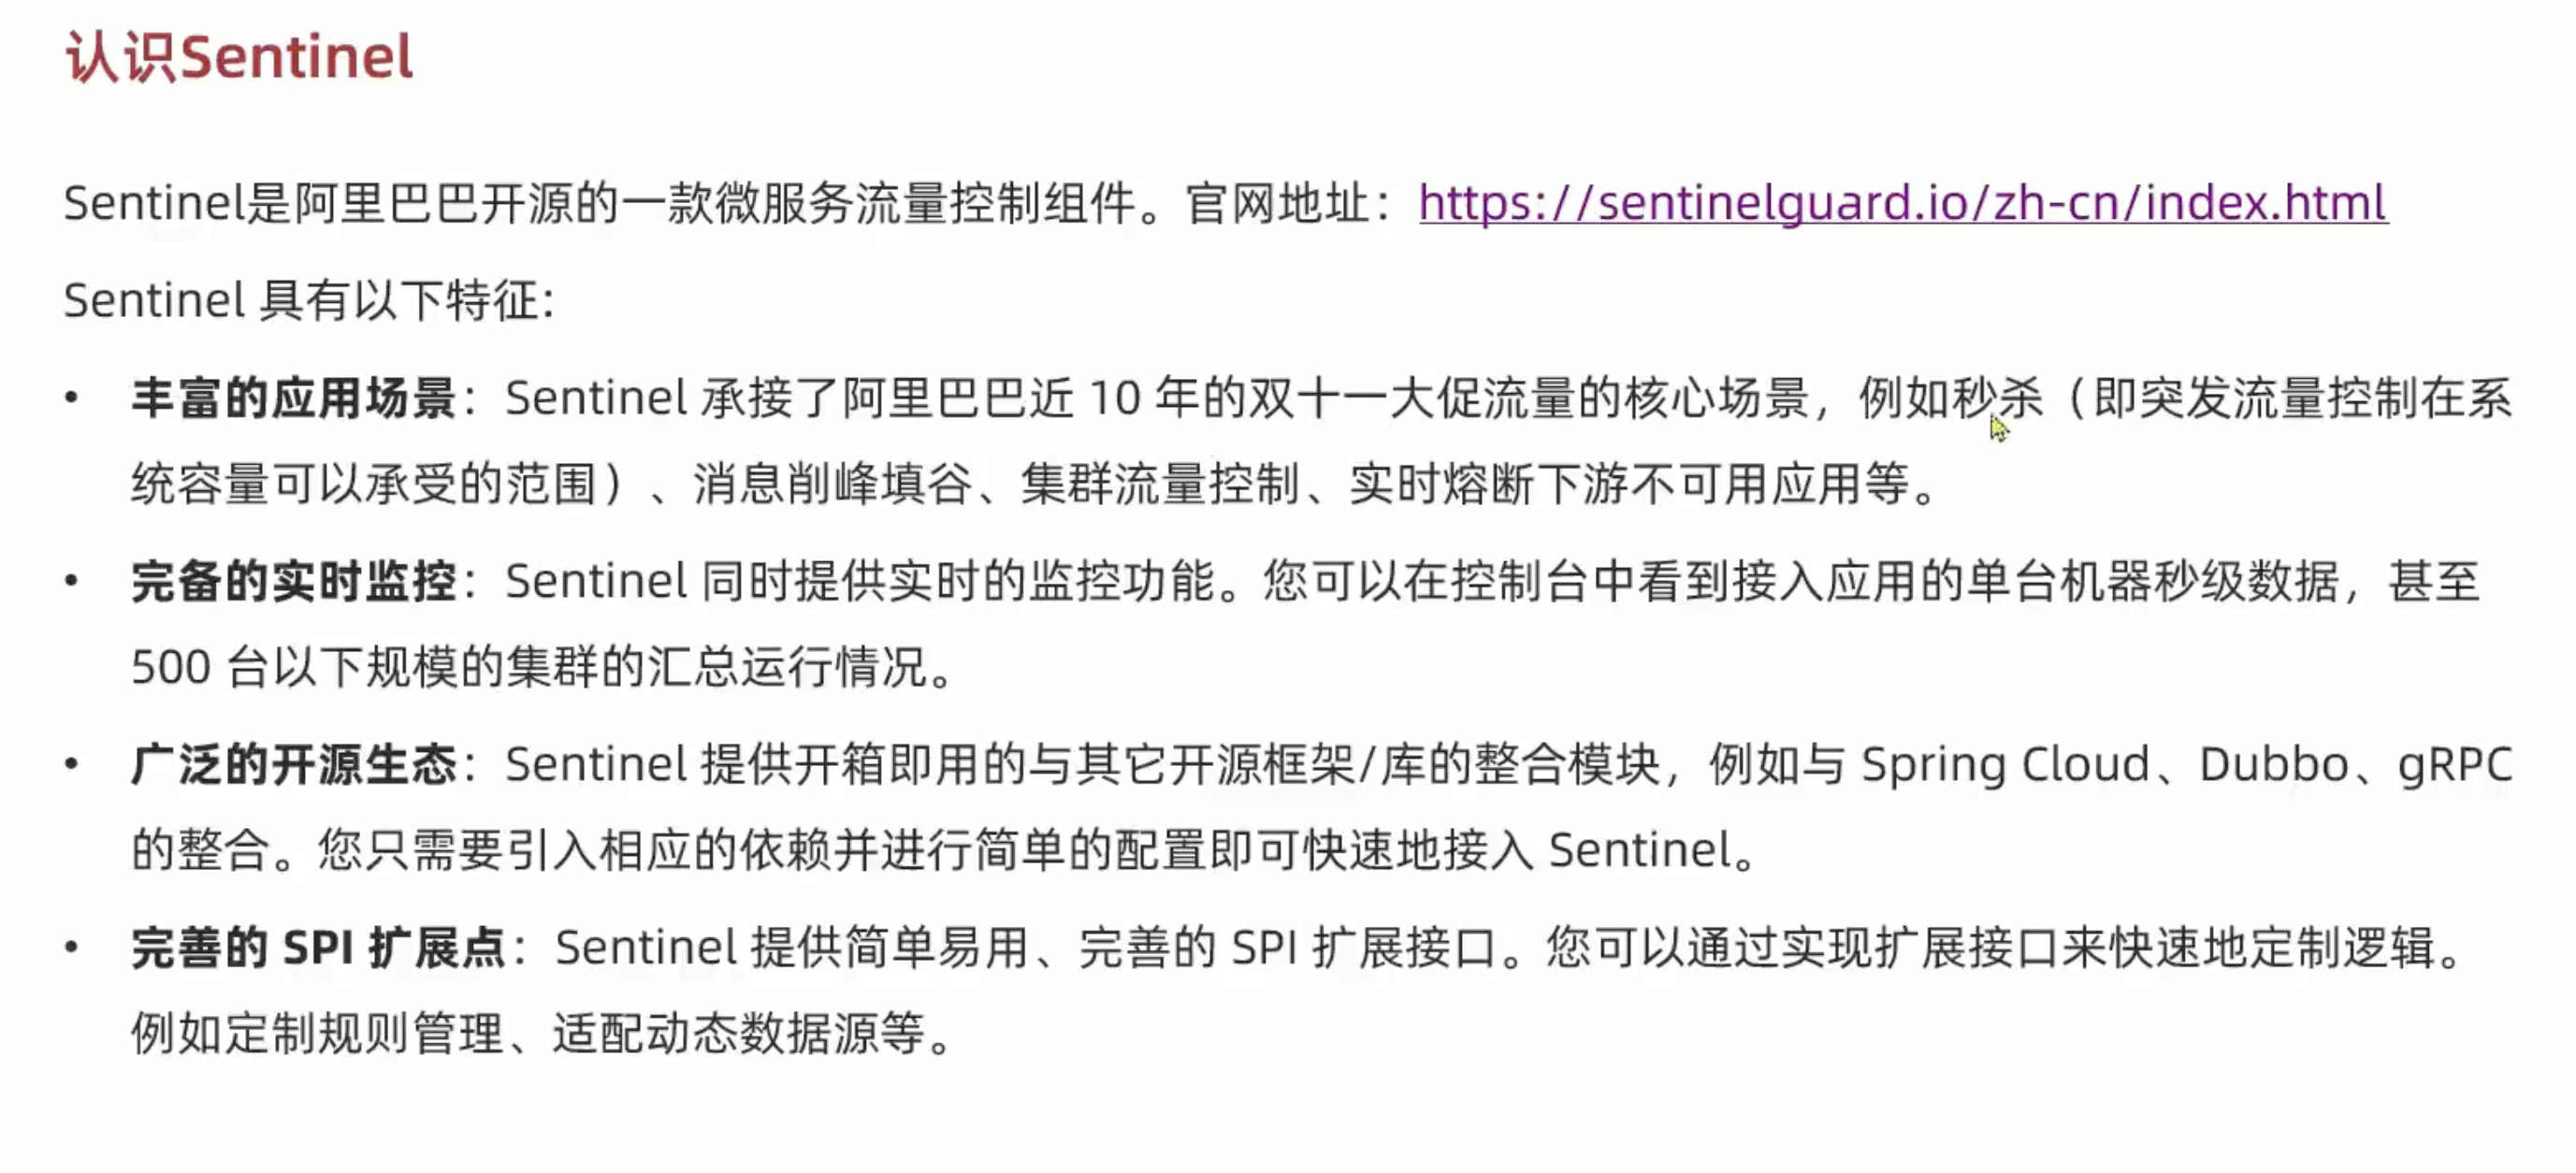 认识Sentinel
Sentinel是阿里巴巴开源的一款微服务流量控制组件。官网地址：https://sentinelguard.io/zh-cn/index.html
Sentinel 具有以下特征:
• 丰富的应用场景：Sentinel 承接了阿里巴巴近 10 年的双十一大促流量的核心场景，例如秒杀（即突发流量控制在系
统容量可以承受的范围）、消息削峰填谷、集群流量控制、实时熔断下游不可用应用等。
• 完备的实时监控：Sentinel 同时提供实时的监控功能。您可以在控制台中看到接入应用的单台机器秒级数据，甚至
500 台以下规模的集群的汇总运行情况。
• 广泛的开源生态：Sentinel 提供开箱即用的与其它开源框架/库的整合模块，例如与 Spring Cloud、Dubbo、gRPC
的整合。您只需要引入相应的依赖并进行简单的配置即可快速地接入 Sentinel。
• 完善的 SPI 扩展点：Sentinel 提供简单易用、完善的 SPI 扩展接口。您可以通过实现扩展接口来快速地定制逻辑。
例如定制规则管理、适配动态数据源等。